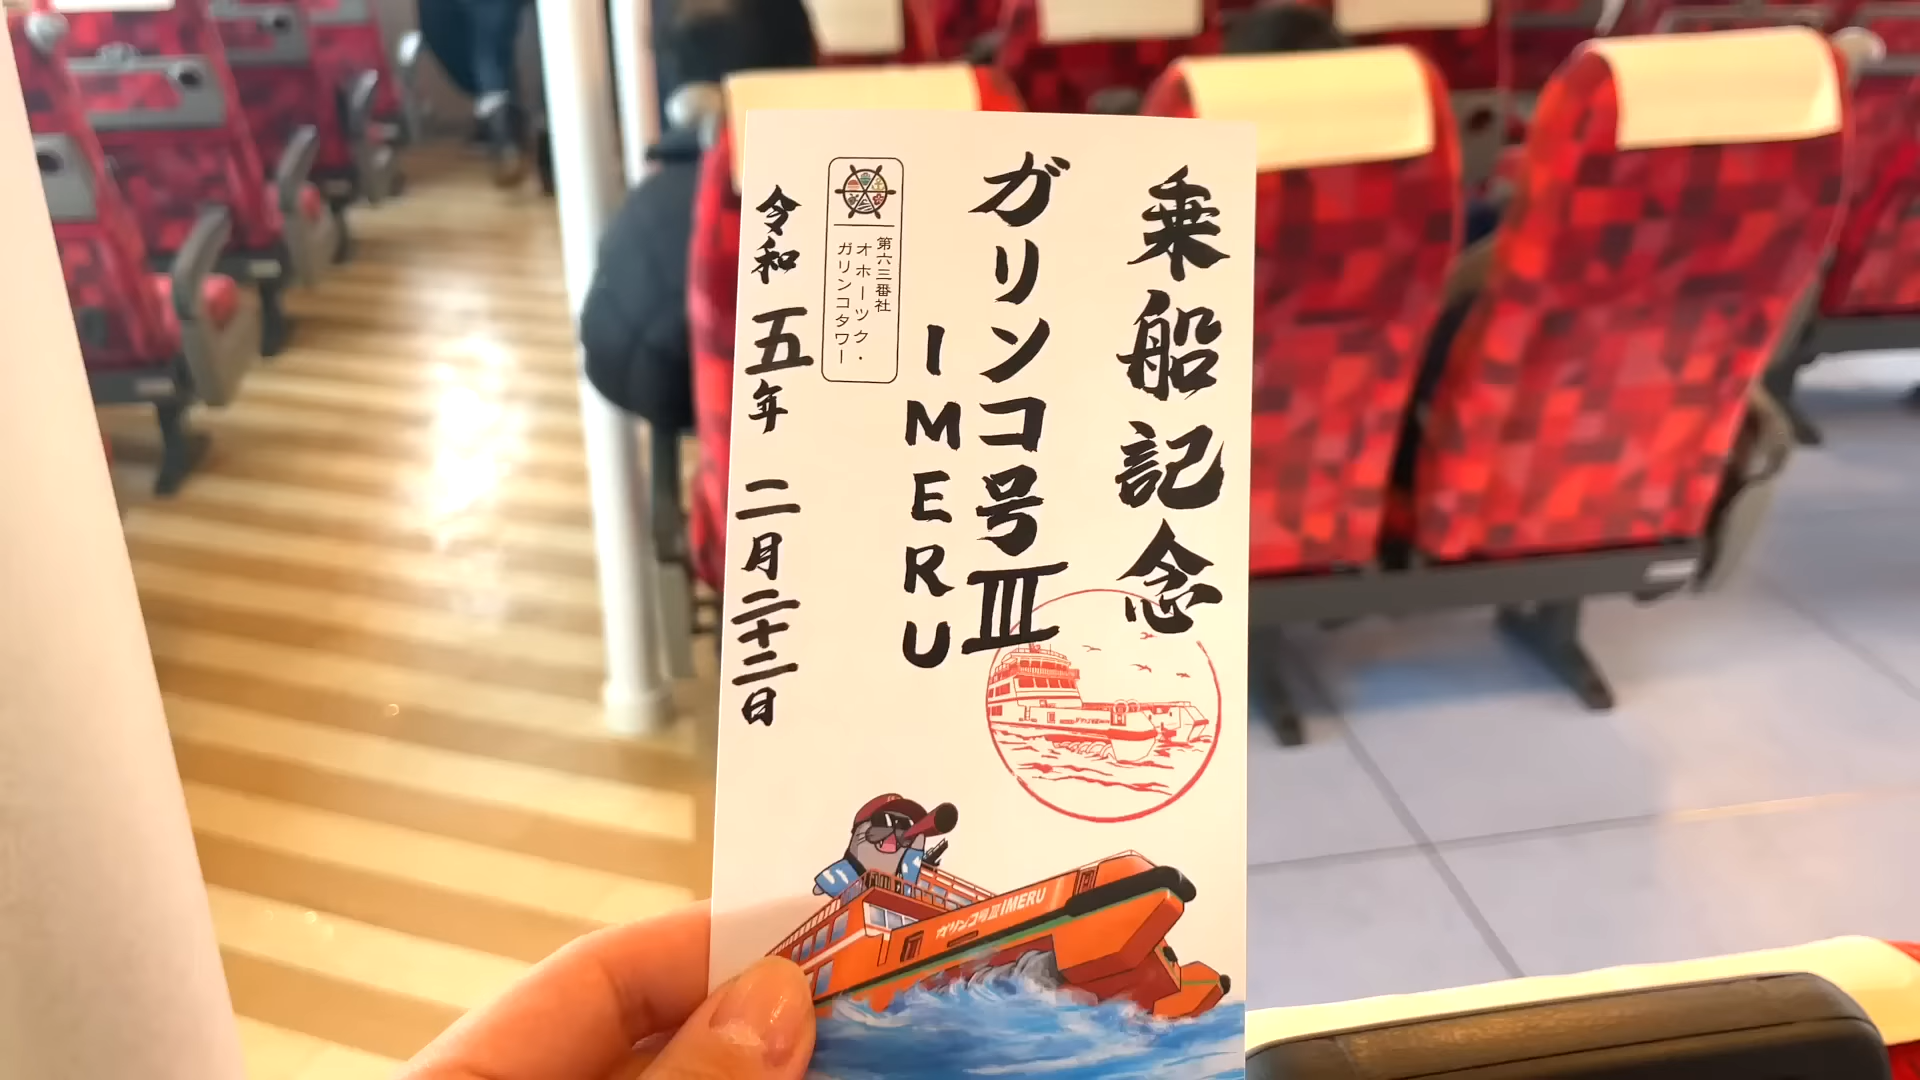 乗船記念
ガリンコ号Ⅲ
IMERU
第六三番社
オホーツク・
ガリンコタワー
令和五年二月二十二日
ガリンコ号Ⅲ IMERU